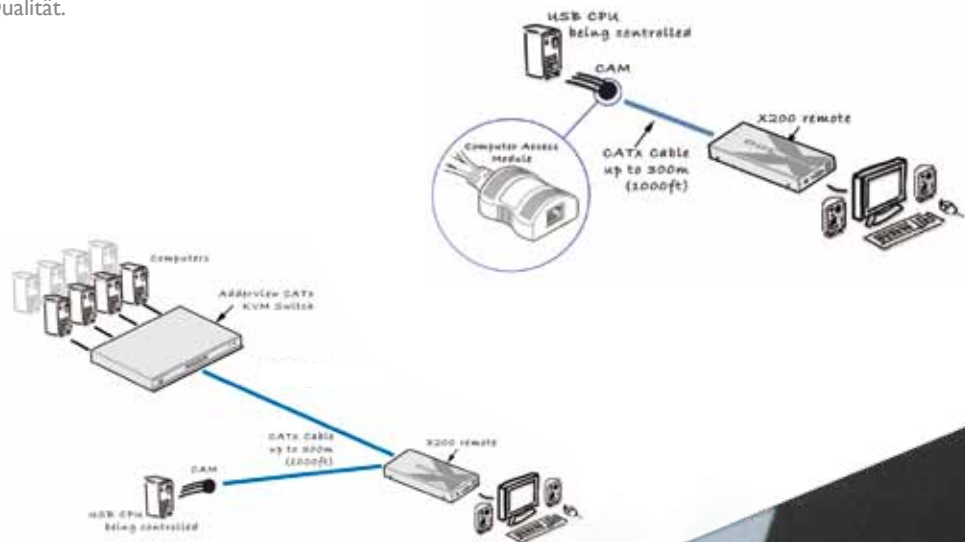 Qualität.
USB CPU
being controlled
CAM
X200 remote
Computer Access
Module
CATx Cable
up to 300m
(1000ft)
Computers
Adderview CATx
KVM Switch
CATx Cable
up to 300m
(1000ft)
X200 remote
CAM
USB CPU
being controlled